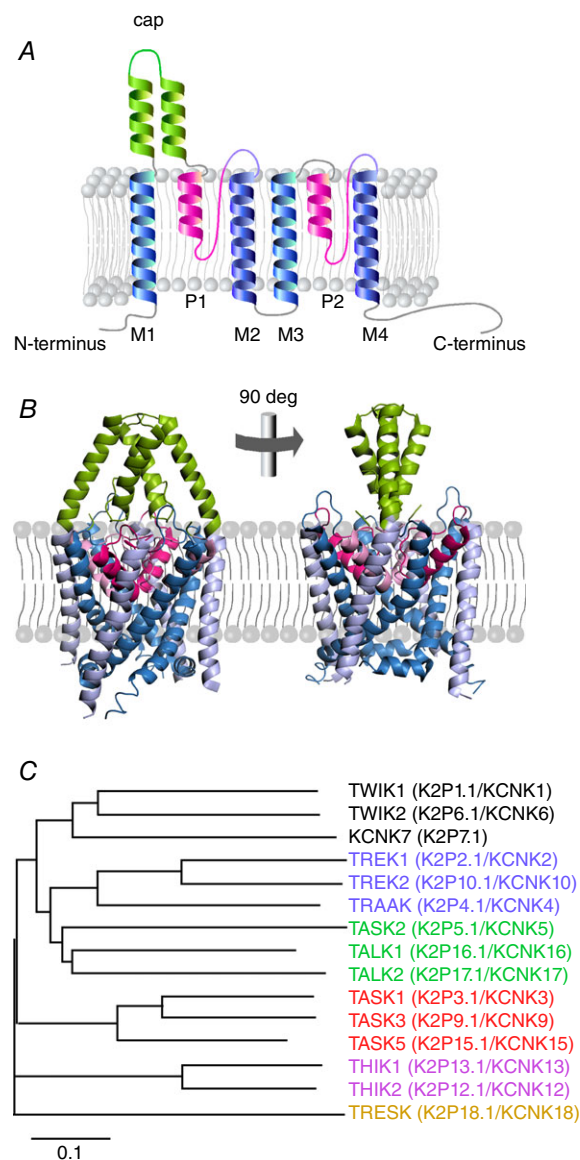 cap
A
P1
P2
N-terminus
M1
M2
M3
M4
C-terminus
B
90 deg
C
TWIK1 (K2P1.1/KCNK1)
TWIK2 (K2P6.1/KCNK6)
KCNK7 (K2P7.1)
TREK1 (K2P2.1/KCNK2)
TREK2 (K2P10.1/KCNK10)
TRAAK (K2P4.1/KCNK4)
TASK2 (K2P5.1/KCNK5)
TALK1 (K2P16.1/KCNK16)
TALK2 (K2P17.1/KCNK17)
TASK1 (K2P3.1/KCNK3)
TASK3 (K2P9.1/KCNK9)
TASK5 (K2P15.1/KCNK15)
THIK1 (K2P13.1/KCNK13)
THIK2 (K2P12.1/KCNK12)
TRESK (K2P18.1/KCNK18)
0.1